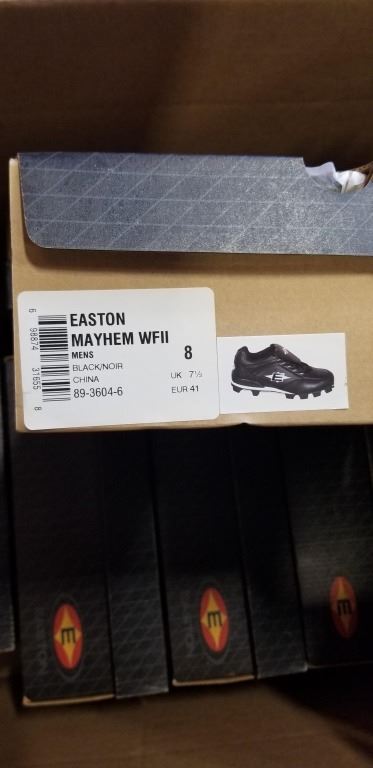 EASTON
MAYHEM WFII
MENS
8
BLACK/NOIR
UK 7½
CHINA
EUR 41
89-3604-6
6 98874 31655 8
E
E
E